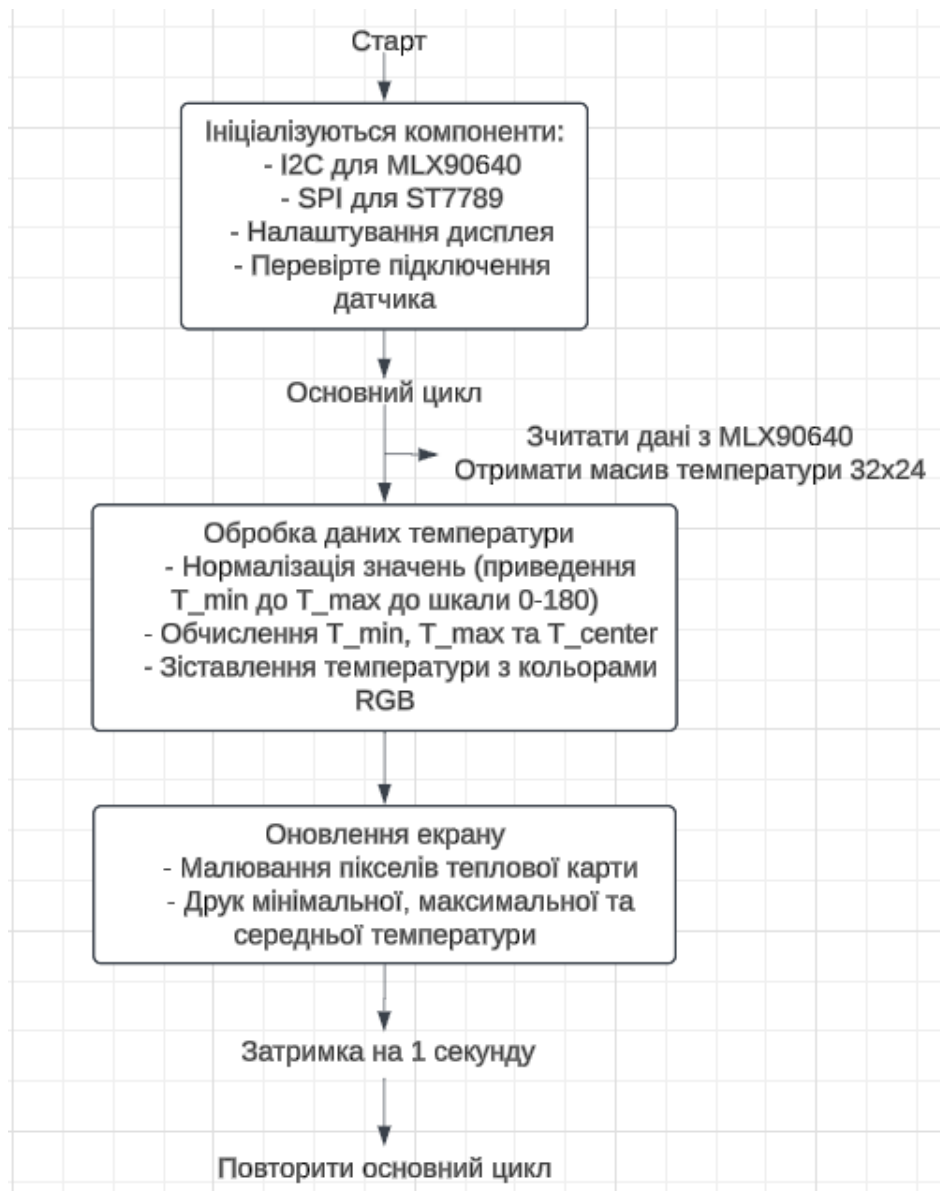 Старт
Ініціалізуються компоненти:
- I2C для MLX90640
- SPI для ST7789
- Налаштування дисплея
- Перевірте підключення
датчика
Основний цикл
Зчитати дані з MLX90640
Отримати масив температури 32x24
Обробка даних температури
- Нормалізація значень (приведення
T_min до T_max до шкали 0-180)
- Обчислення T_min, T_max та T_center
- Зіставлення температури з кольорами
RGB
Оновлення екрану
- Малювання пікселів теплової карти
- Друк мінімальної, максимальної та
середньої температури
Затримка на 1 секунду
Повторити основний цикл